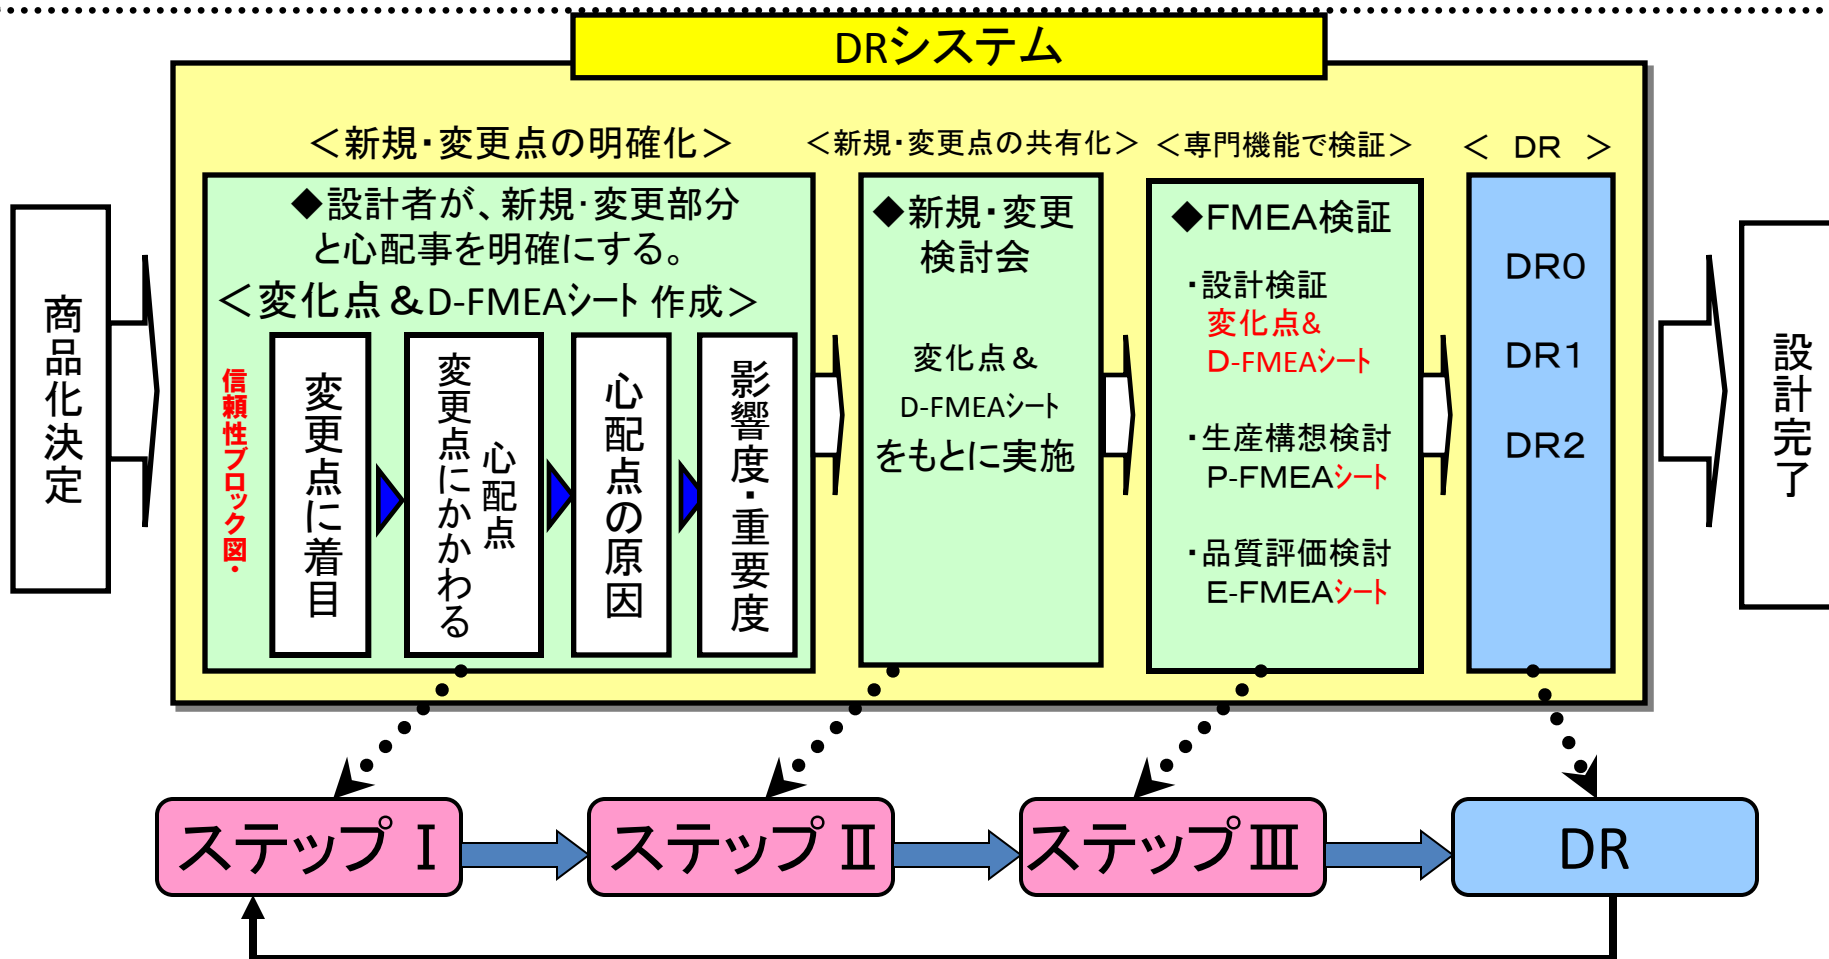 DRシステム
＜新規・変更点の明確化＞
＜新規・変更点の共有化＞
＜専門機能で検証＞
＜ DR ＞
商品化決定
◆設計者が、新規・変更部分
と心配事を明確にする。
＜変化点＆D-FMEAシート 作成＞
信頼性ブロック図・
変更点に着目
変更点にかかわる
心配点
心配点の原因
影響度・重要度
◆新規・変更
検討会
変化点＆
D-FMEAシート
をもとに実施
◆FMEA検証
・設計検証
変化点&
D-FMEAシート
・生産構想検討
P-FMEAシート
・品質評価検討
E-FMEAシート
DR0
DR1
DR2
設計完了
ステップ Ⅰ
ステップ Ⅱ
ステップ Ⅲ
DR